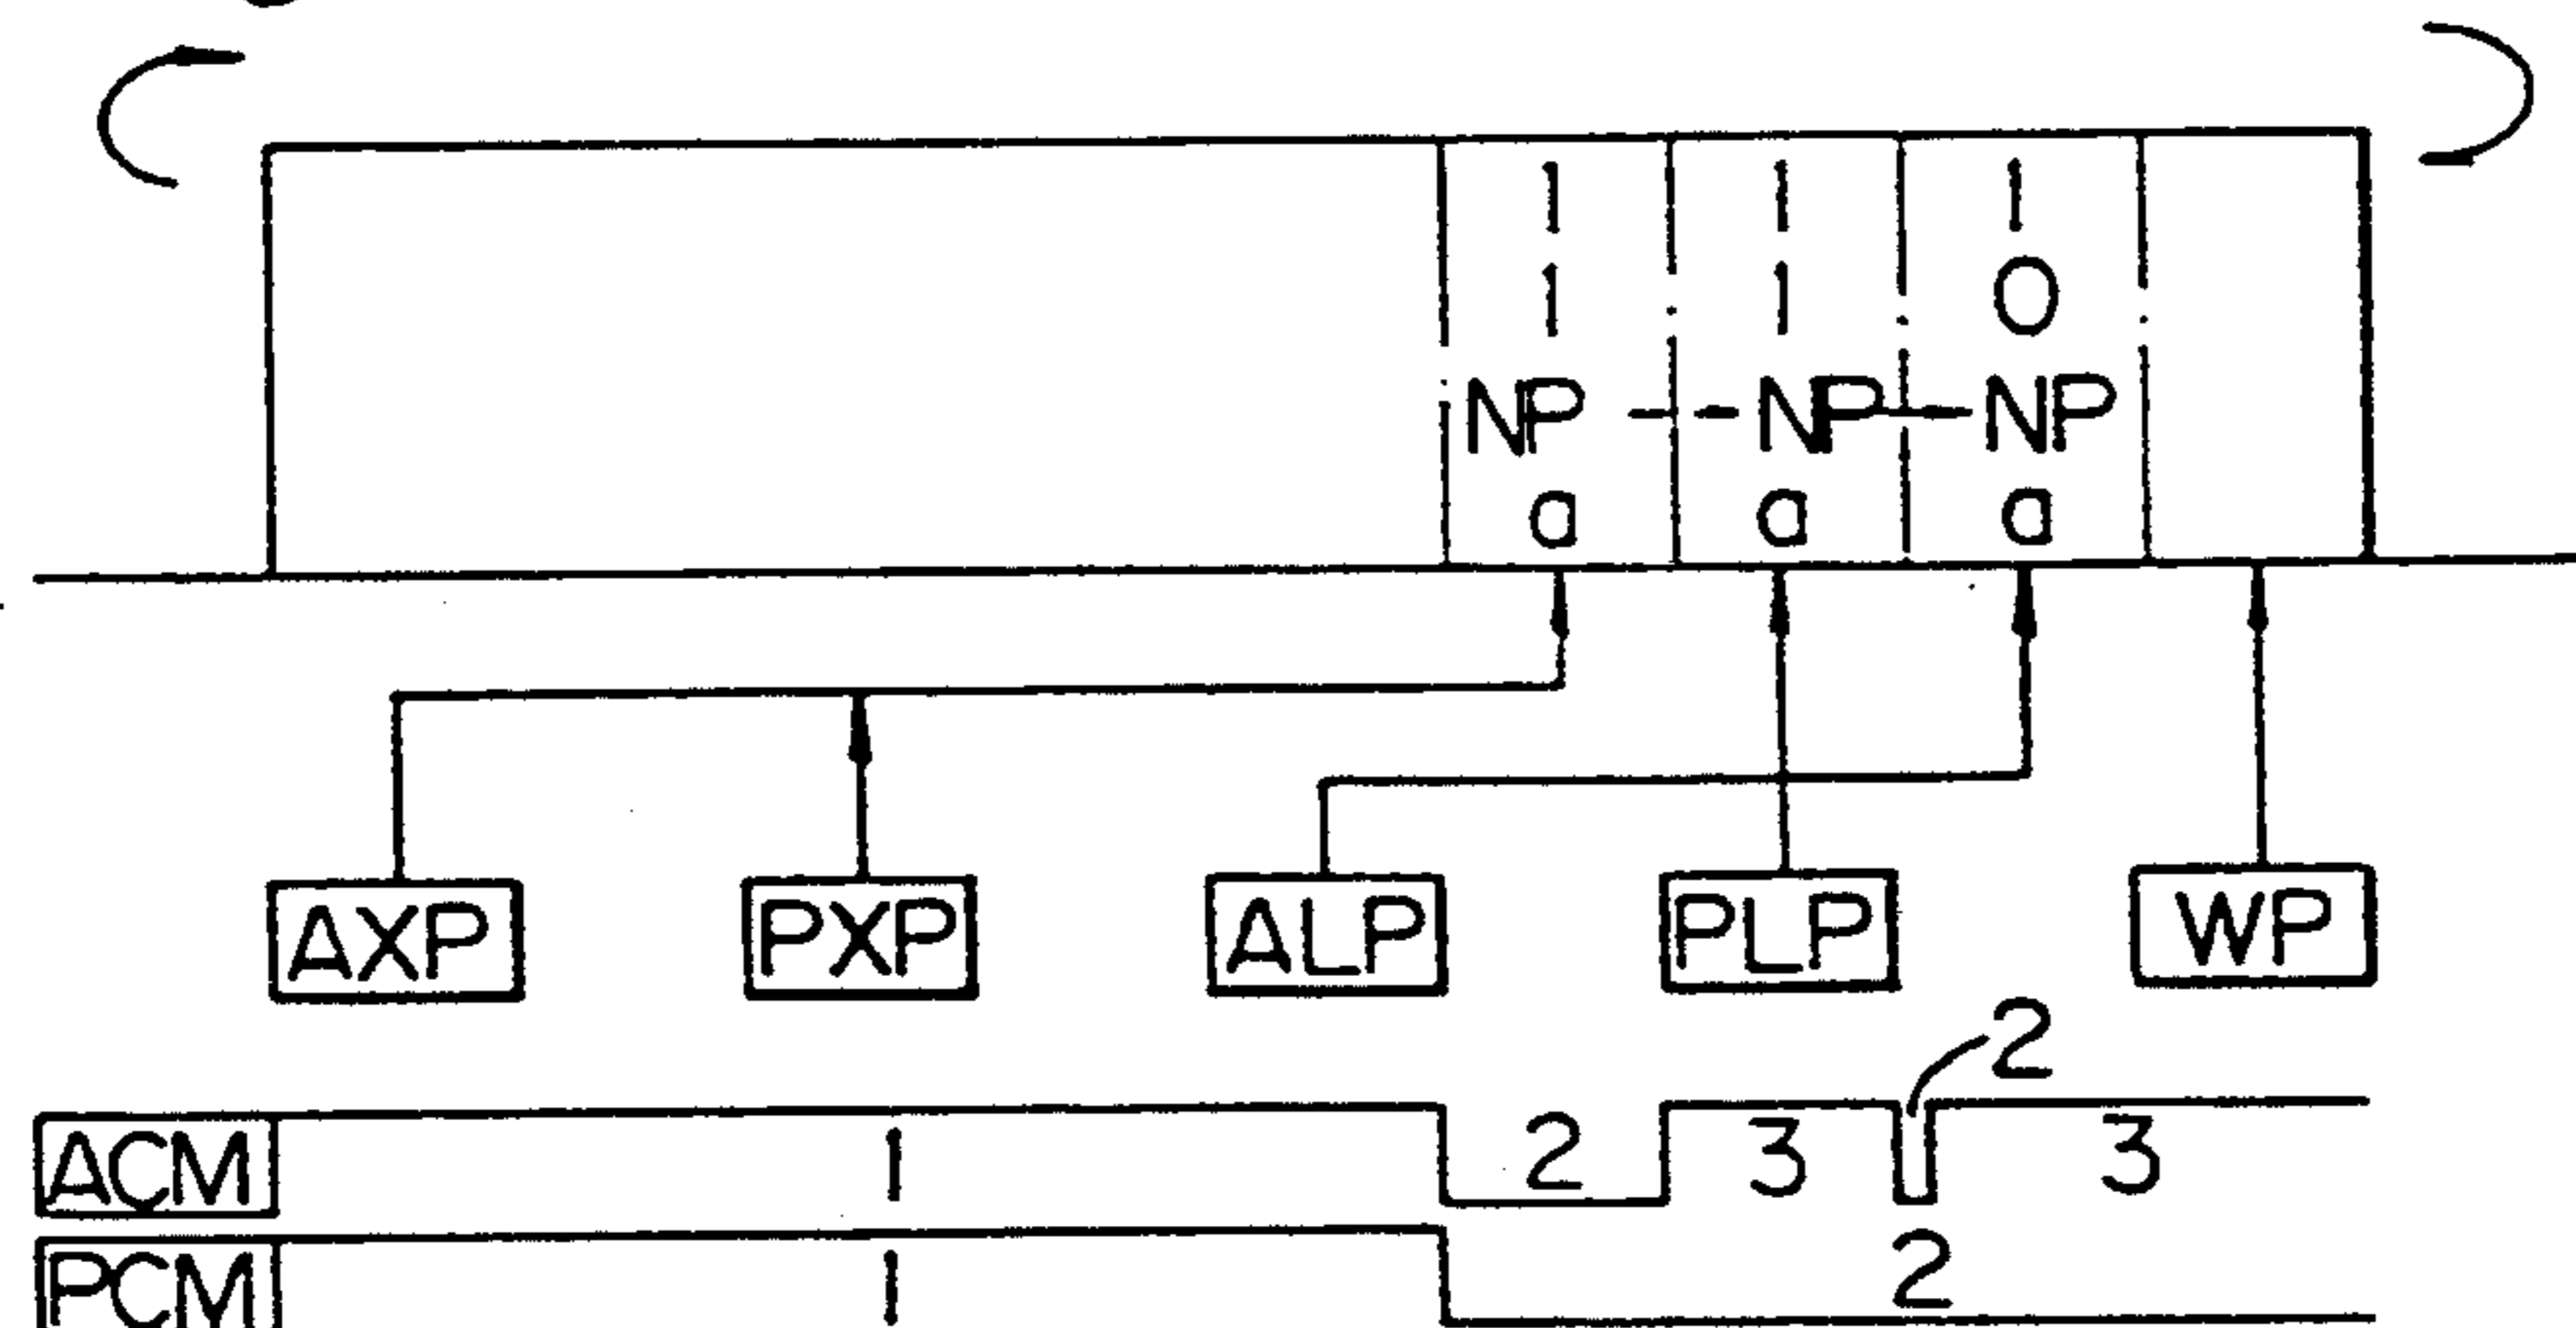 1 1 1
1 1 0
NP NP NP
a a a
AXP PXP ALP PLP WP
2
ACM 1 2 3 3
PCM 1 2